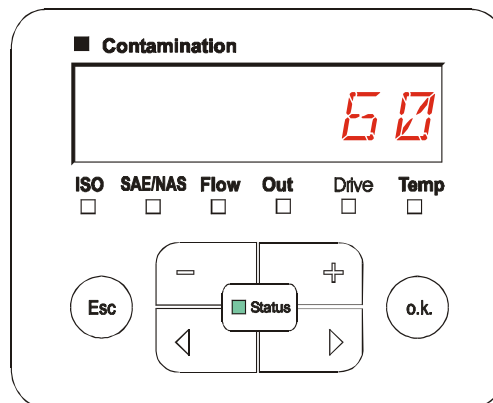 Contamination
60
ISO SAE/NAS Flow Out Drive Temp
− +
Esc Status o.k.